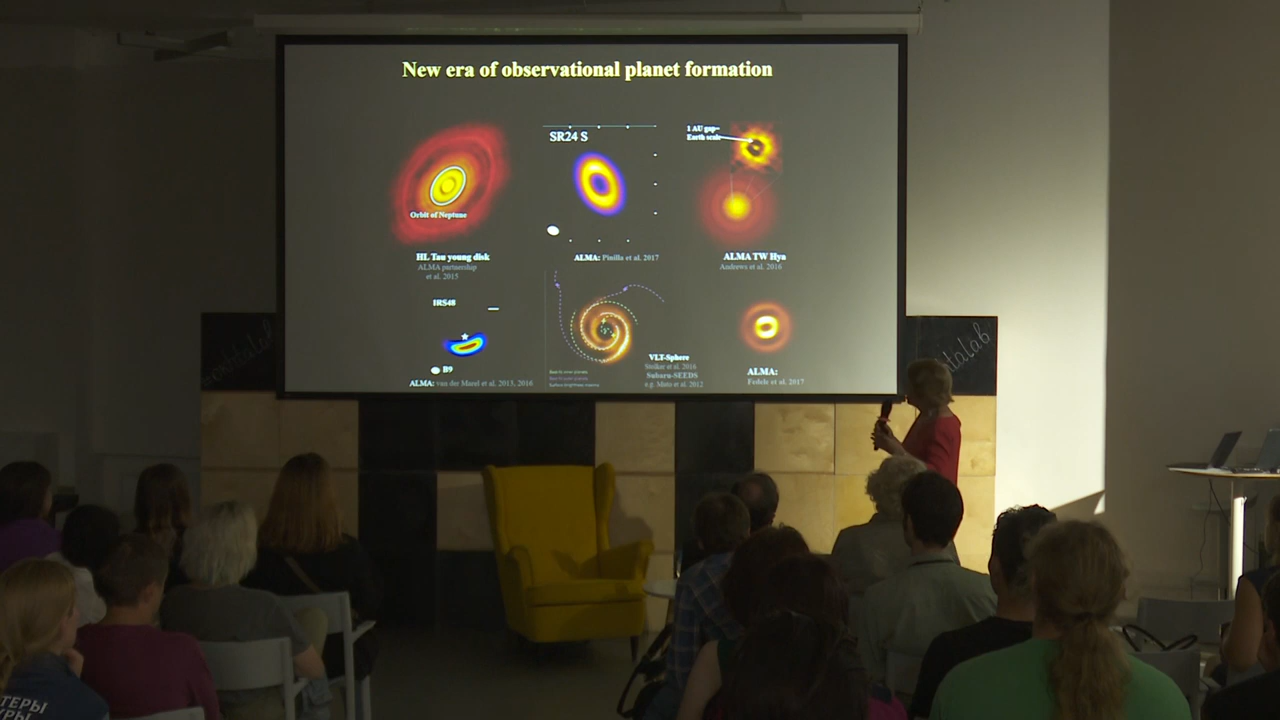 New era of observational planet formation
SR24 S
1 AU gap–
Earth scale
Orbit of Neptune
HL Tau young disk
ALMA partnership
et al. 2015
ALMA: Pinilla et al. 2017
ALMA TW Hya
Andrews et al. 2016
IRS48
B9
ALMA: van der Marel et al. 2013, 2016
VLT-Sphere
Stolker et al. 2016
Subaru-SEEDS
e.g. Muto et al. 2012
ALMA:
Fedele et al. 2017
ТЕРЫ